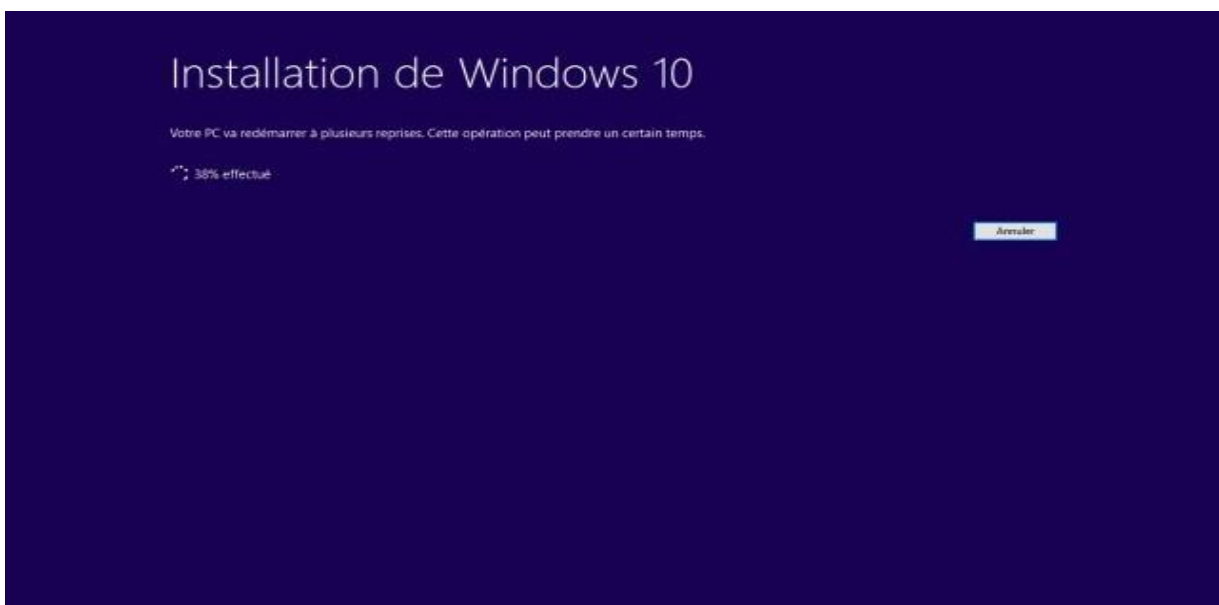 Installation de Windows 10
Votre PC va redémarrer à plusieurs reprises. Cette opération peut prendre un certain temps.
38% effectué
Annuler